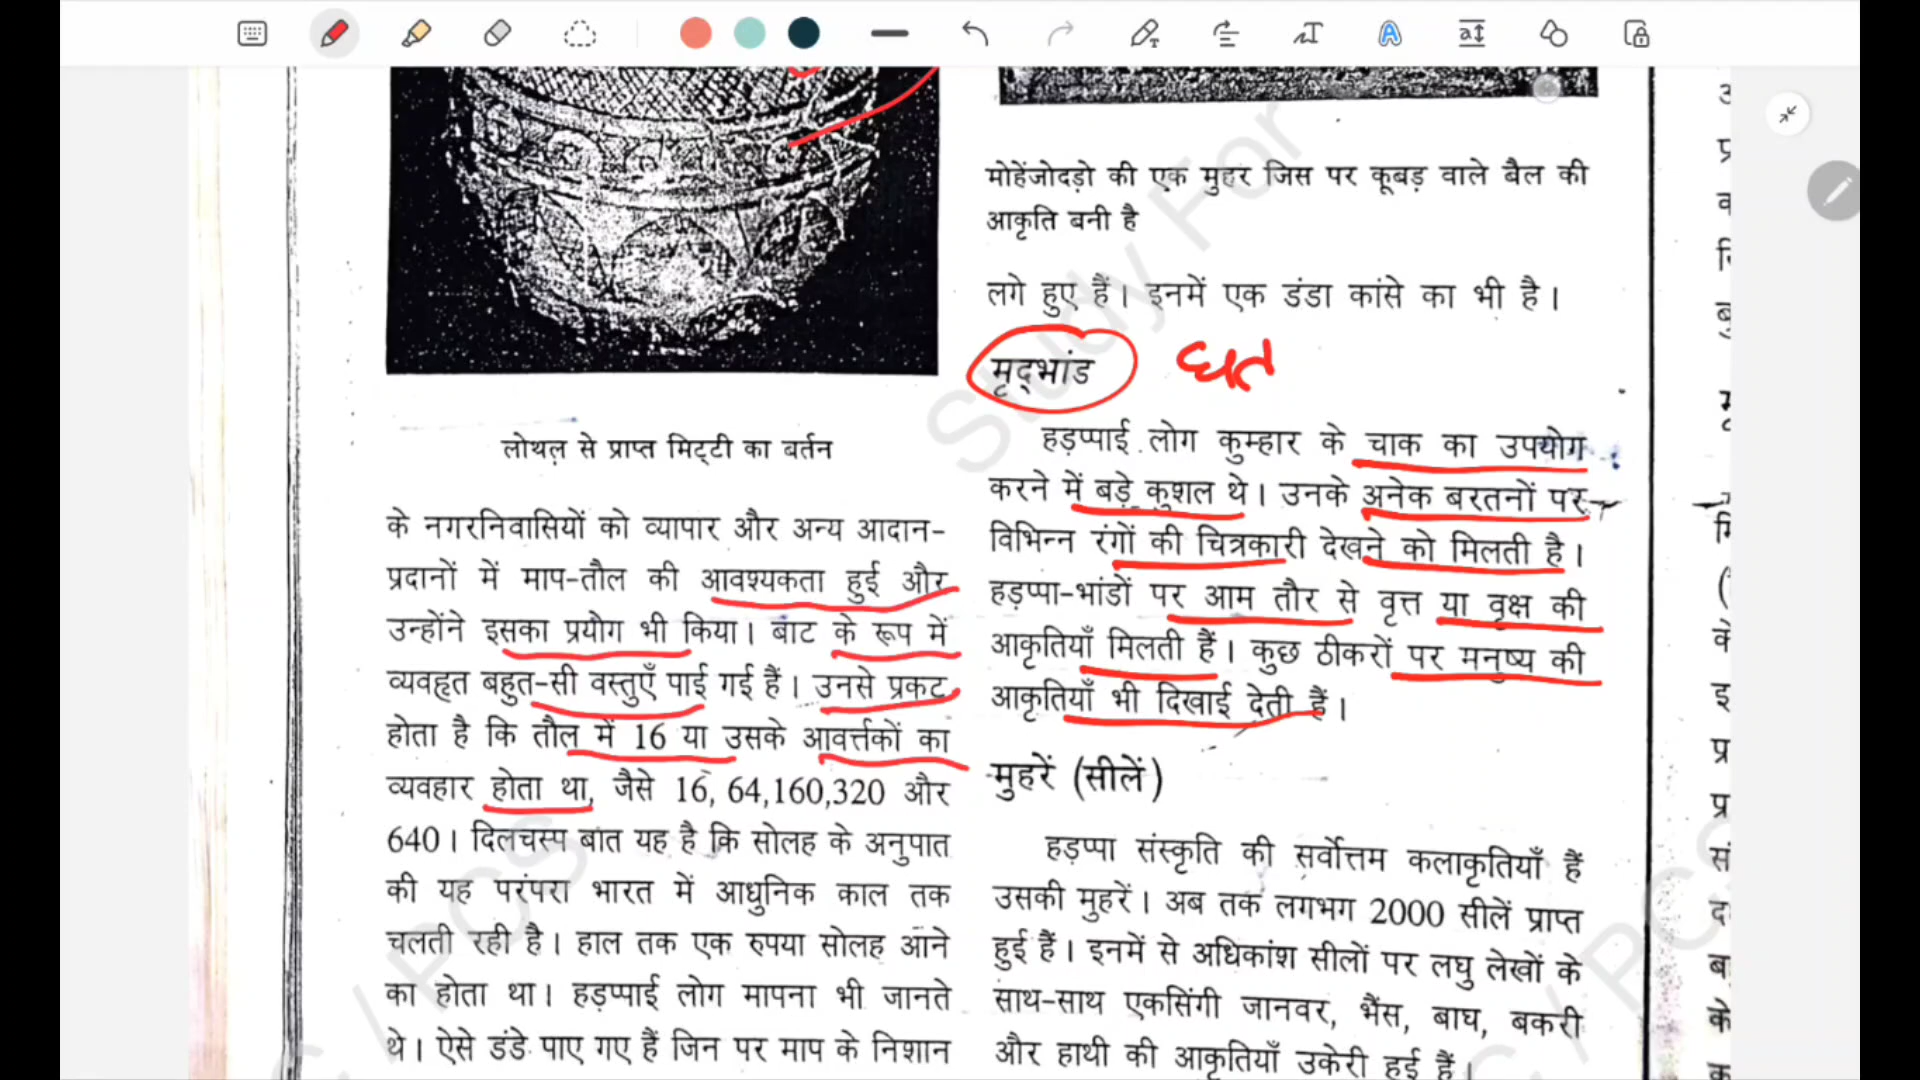 लोथल से प्राप्त मिट्टी का बर्तन
के नगरनिवासियों को व्यापार और अन्य आदान-
प्रदानों में माप-तौल की आवश्यकता हुई और
उन्होंने इसका प्रयोग भी किया। बाट के रूप में
व्यवहृत बहुत-सी वस्तुएँ पाई गई हैं। उनसे प्रकट
होता है कि तौल में 16 या उसके आवर्त्तकों का
व्यवहार होता था, जैसे 16, 64,160,320 और
640। दिलचस्प बात यह है कि सोलह के अनुपात
की यह परंपरा भारत में आधुनिक काल तक
चलती रही है। हाल तक एक रुपया सोलह आने
का होता था। हड़प्पाई लोग मापना भी जानते
थे। ऐसे डंडे पाए गए हैं जिन पर माप के निशान
मोहेंजोदड़ो की एक मुहर जिस पर कूबड़ वाले बैल की
आकृति बनी है
लगे हुए हैं। इनमें एक डंडा कांसे का भी है।
मृद्भांड
हड़प्पाई लोग कुम्हार के चाक का उपयोग
करने में बड़े कुशल थे। उनके अनेक बरतनों पर
विभिन्न रंगों की चित्रकारी देखने को मिलती है।
हड़प्पा-भांडों पर आम तौर से वृत्त या वृक्ष की
आकृतियाँ मिलती हैं। कुछ ठीकरों पर मनुष्य की
आकृतियाँ भी दिखाई देती हैं।
मुहरें (सीलें)
हड़प्पा संस्कृति की सर्वोत्तम कलाकृतियाँ हैं
उसकी मुहरें। अब तक लगभग 2000 सीलें प्राप्त
हुई हैं। इनमें से अधिकांश सीलों पर लघु लेखों के
साथ-साथ एकसिंगी जानवर, भैंस, बाघ, बकरी
और हाथी की आकृतियाँ उकेरी हुई हैं।
Study For
/ PCS
/ PCS